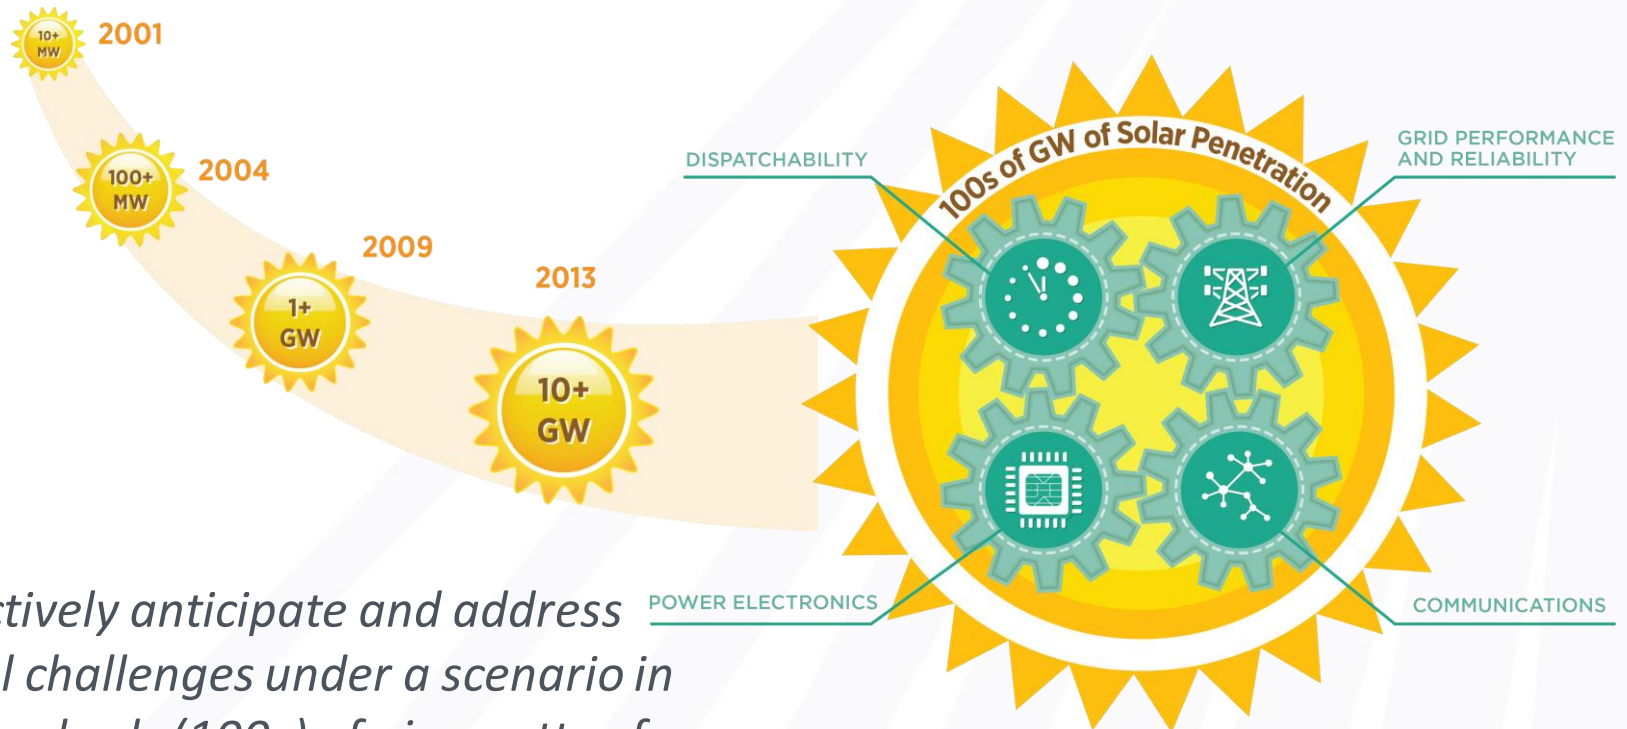 10+
MW
2001
100+
MW
2004
1+
GW
2009
10+
GW
2013
100s of GW of Solar Penetration
DISPATCHABILITY
GRID PERFORMANCE
AND RELIABILITY
POWER ELECTRONICS
COMMUNICATIONS
anticipate and address
challenges under a scenario in